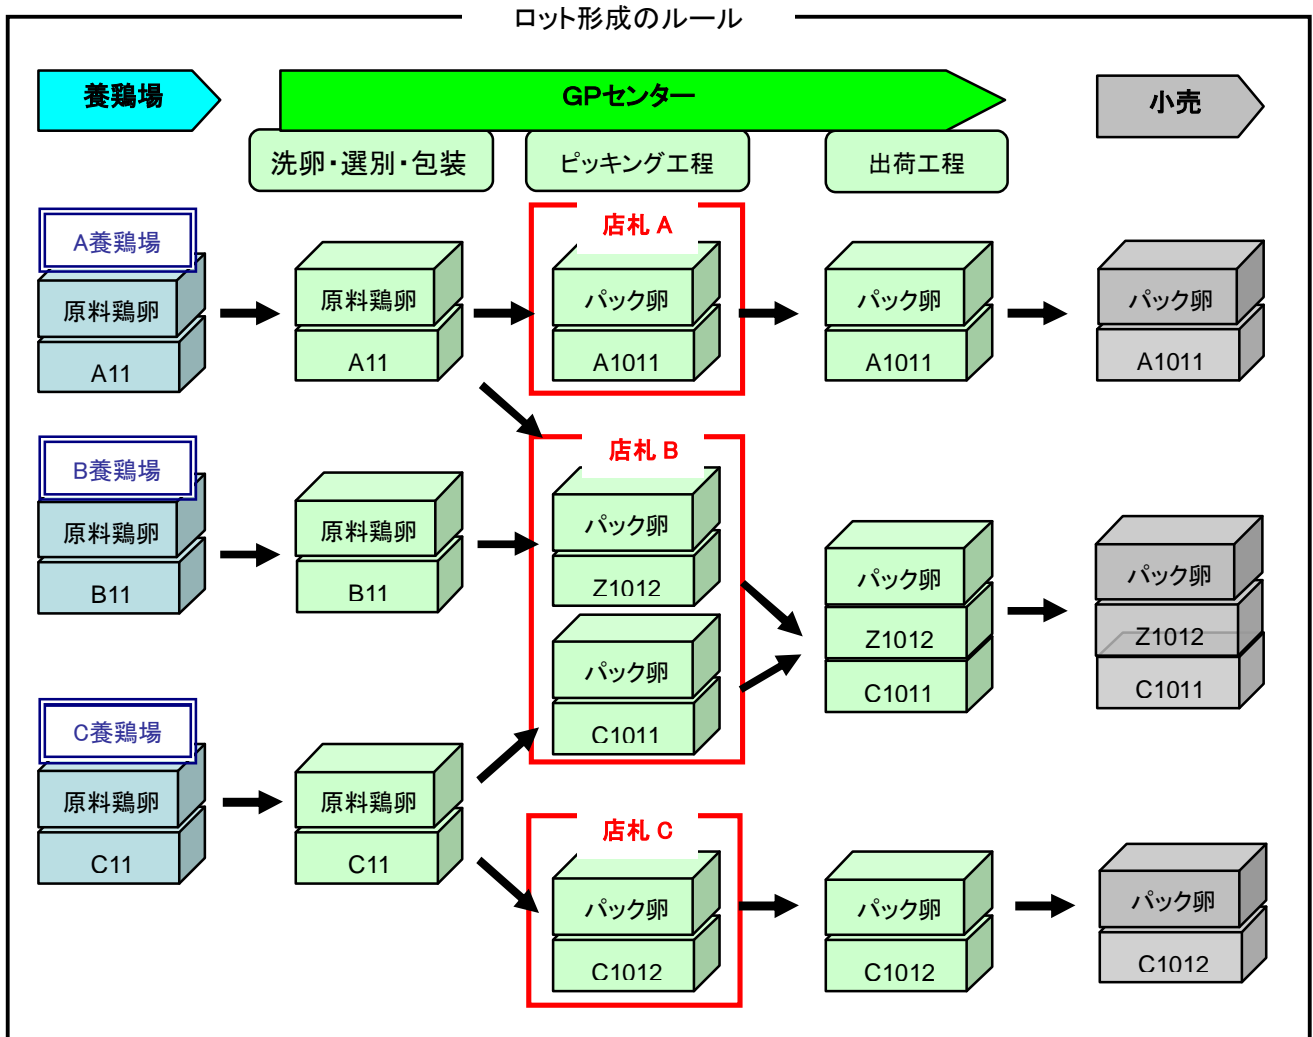 ロット形成のルール
養鶏場
GPセンター
小売
洗卵・選別・包装
ピッキング工程
出荷工程
A養鶏場
原料鶏卵
A11
原料鶏卵
A11
店札 A
パック卵
A1011
パック卵
A1011
パック卵
A1011
B養鶏場
原料鶏卵
B11
原料鶏卵
B11
店札 B
パック卵
Z1012
パック卵
C1011
パック卵
Z1012
C1011
パック卵
Z1012
C1011
C養鶏場
原料鶏卵
C11
原料鶏卵
C11
店札 C
パック卵
C1012
パック卵
C1012
パック卵
C1012